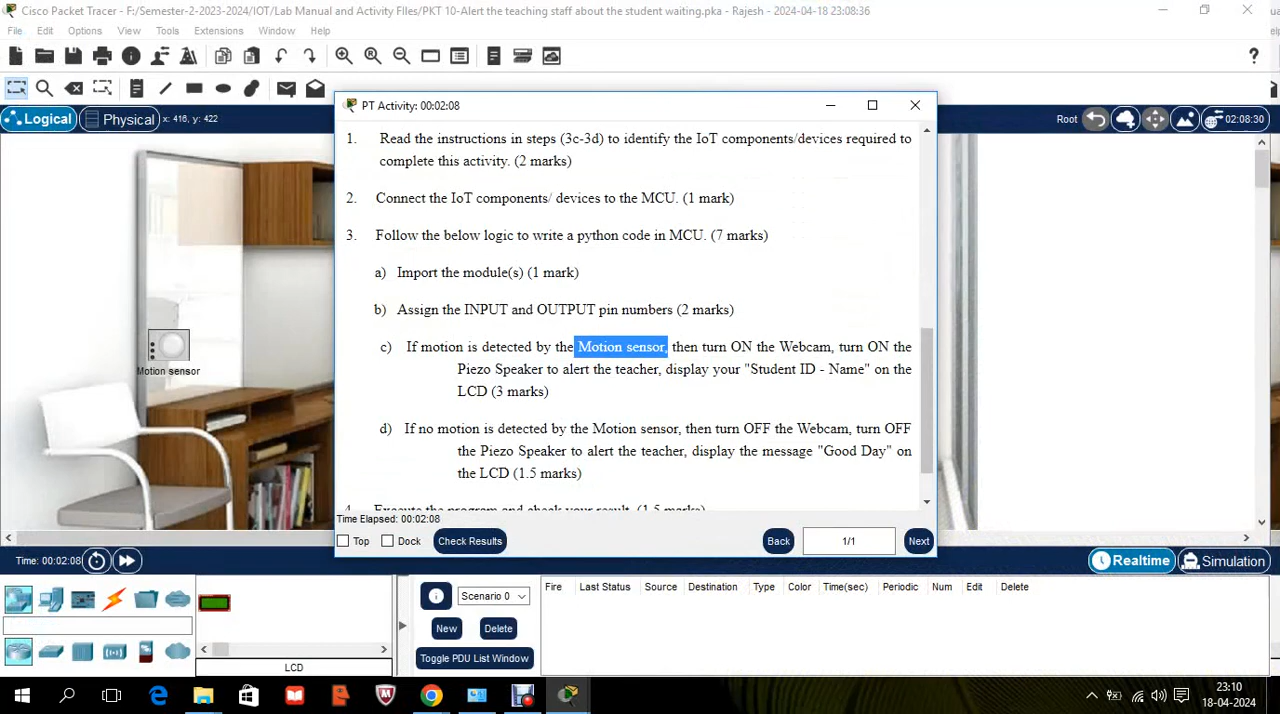 Cisco Packet Tracer - F:/Semester-2-2023-2024/IOT/Lab Manual and Activity Files/PKT 10-Alert the teaching staff about the student waiting.pka - Rajesh - 2024-04-18 23:08:36
File Edit Options View Tools Extensions Window Help
Logical Physical x: 416, y: 422
Root 02:08:30
PT Activity: 00:02:08
1. Read the instructions in steps (3c-3d) to identify the IoT components/devices required to
complete this activity. (2 marks)
2. Connect the IoT components/ devices to the MCU. (1 mark)
3. Follow the below logic to write a python code in MCU. (7 marks)
a) Import the module(s) (1 mark)
b) Assign the INPUT and OUTPUT pin numbers (2 marks)
c) If motion is detected by the Motion sensor, then turn ON the Webcam, turn ON the
Piezo Speaker to alert the teacher, display your "Student ID - Name" on the
LCD (3 marks)
d) If no motion is detected by the Motion sensor, then turn OFF the Webcam, turn OFF
the Piezo Speaker to alert the teacher, display the message "Good Day" on
the LCD (1.5 marks)
4. Execute the program and check your result. (1.5 marks)
Motion sensor
Time Elapsed: 00:02:08
Top Dock Check Results Back 1/1 Next
Time: 00:02:08 Realtime Simulation
Scenario 0
New Delete
Toggle PDU List Window
Fire Last Status Source Destination Type Color Time(sec) Periodic Num Edit Delete
LCD
23:10
18-04-2024